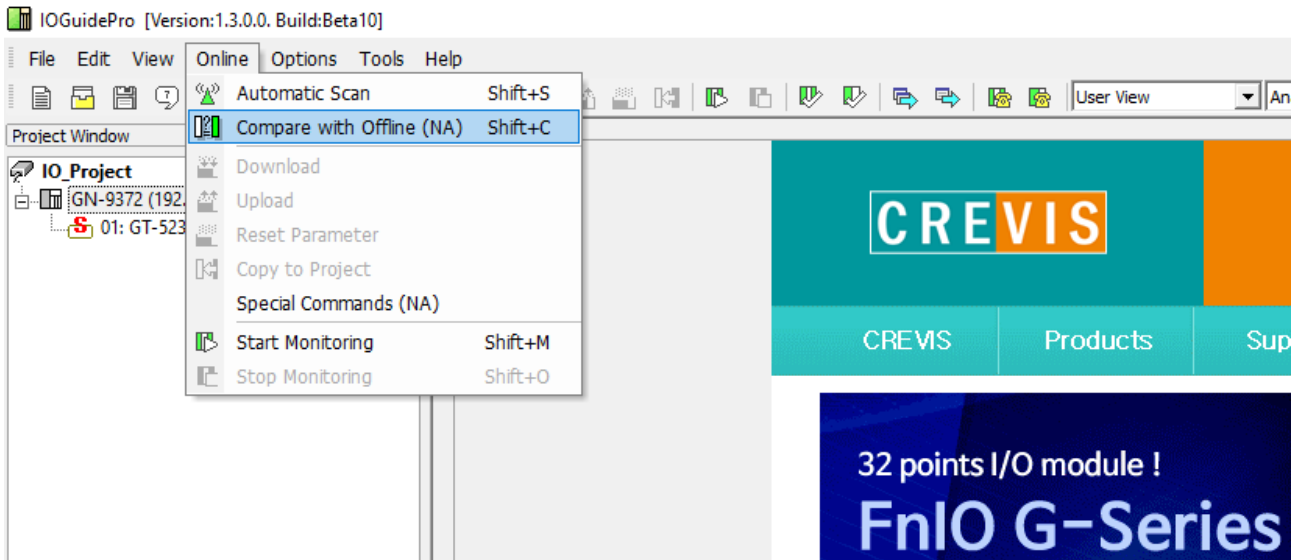 IOGuidePro [Version:1.3.0.0. Build:Beta10]
File Edit View Online Options Tools Help
User View An
Project Window
IO_Project
GN-9372 (192.
01: GT-523
Automatic Scan Shift+S
Compare with Offline (NA) Shift+C
Download
Upload
Reset Parameter
Copy to Project
Special Commands (NA)
Start Monitoring Shift+M
Stop Monitoring Shift+O
CREVIS
CREVIS Products Sup
32 points I/O module !
FnIO G-Series